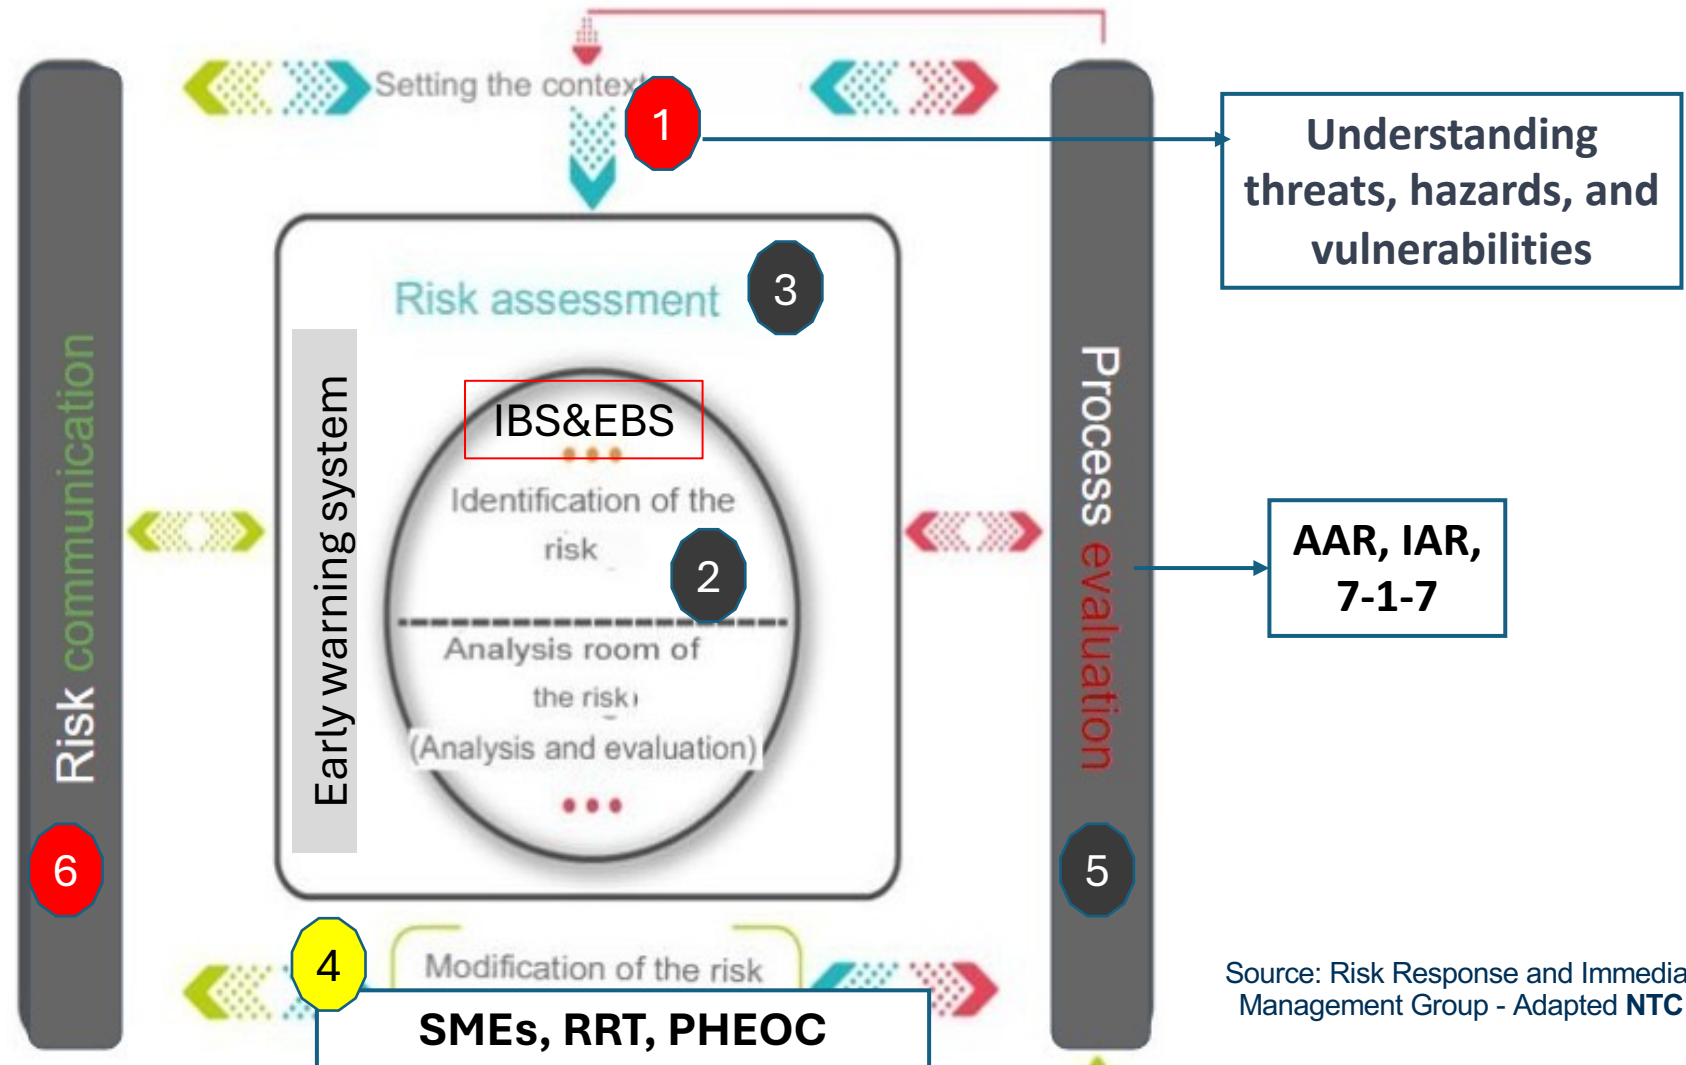 Setting the context
1
Understanding
threats, hazards, and
vulnerabilities
Risk assessment
3
Early warning system
IBS&EBS
Identification of the
risk
2
Analysis room of
the risk
(Analysis and evaluation)
Risk communication
6
Process evaluation
5
AAR, IAR,
7-1-7
4
Modification of the risk
SMEs, RRT, PHEOC
Source: Risk Response and Immedia
Management Group - Adapted NTC